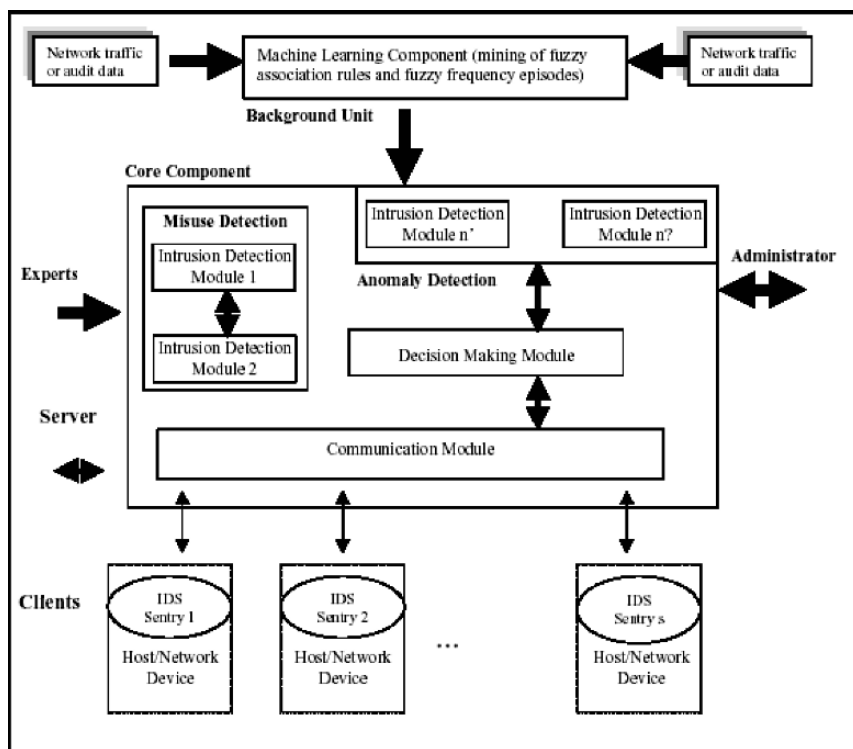 Network traffic
or audit data
Machine Learning Component (mining of fuzzy
association rules and fuzzy frequency episodes)
Network traffic
or audit data
Background Unit
Core Component
Misuse Detection
Intrusion Detection
Module 1
Intrusion Detection
Module 2
Intrusion Detection
Module n’
Intrusion Detection
Module n?
Anomaly Detection
Experts
Administrator
Decision Making Module
Server
Communication Module
Clients
IDS
Sentry 1
Host/Network
Device
IDS
Sentry 2
Host/Network
Device
...
IDS
Sentry s
Host/Network
Device